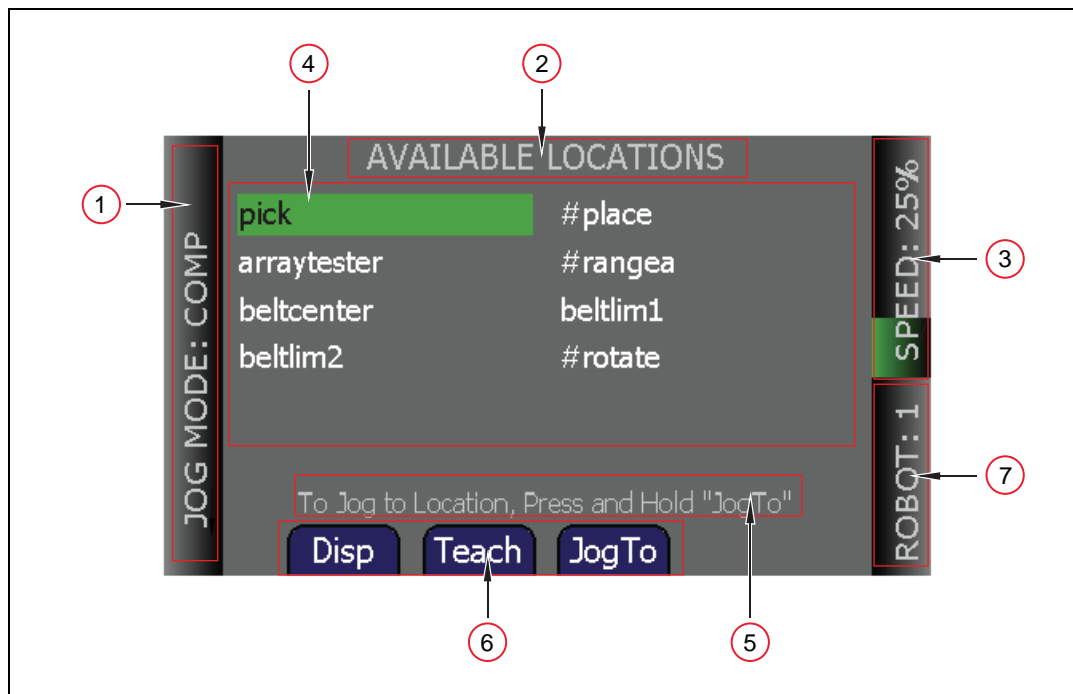 4
2
AVAILABLE LOCATIONS
1
JOG MODE: COMP
pick
#place
arraytester
#rangea
beltcenter
beltlim1
beltlim2
#rotate
SPEED: 25%
3
ROBOT: 1
7
To Jog to Location, Press and Hold "JogTo"
Disp
Teach
JogTo
6
5